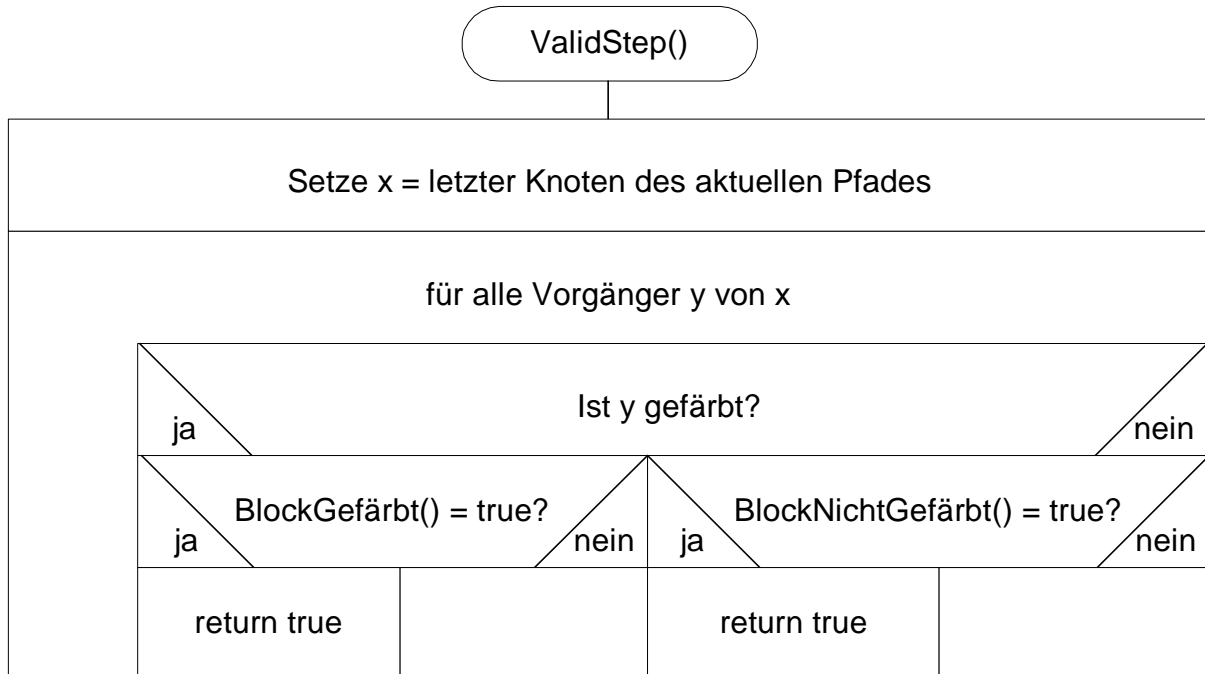 ValidStep()
Setze x = letzter Knoten des aktuellen Pfades
für alle Vorgänger y von x
Ist y gefärbt?
ja
nein
BlockGefärbt() = true?
ja
nein
BlockNichtGefärbt() = true?
ja
nein
return true
return true